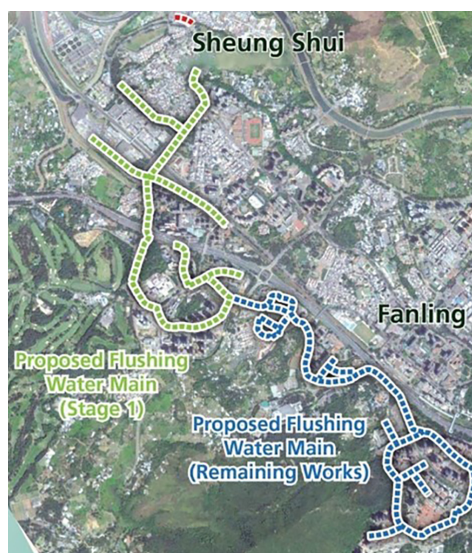 Sheung Shui
Fanling
Proposed Flushing
Water Main
(Stage 1)
Proposed Flushing
Water Main
(Remaining Works)